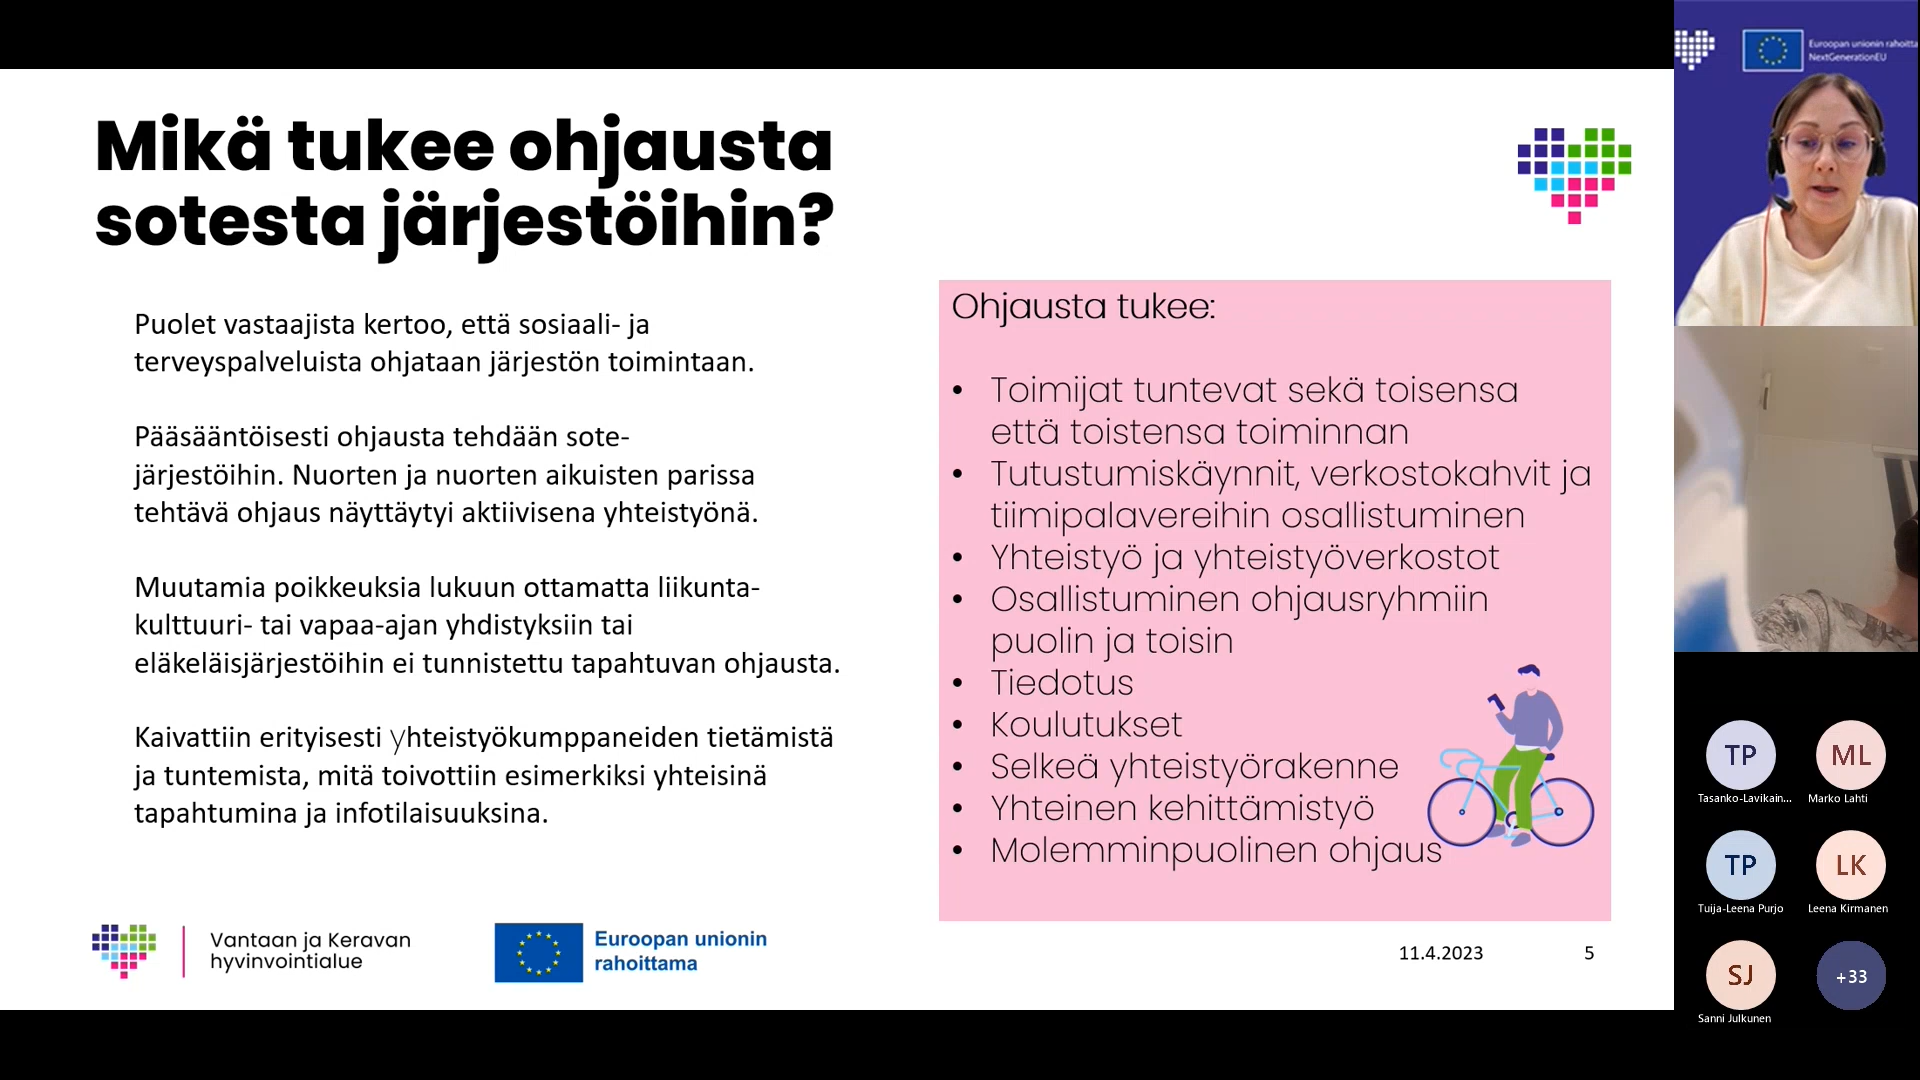 Mikä tukee ohjausta
sotesta järjestöihin?
Puolet vastaajista kertoo, että sosiaali- ja
terveyspalveluista ohjataan järjestön toimintaan.
Pääsääntöisesti ohjausta tehdään sote-
järjestöihin. Nuorten ja nuorten aikuisten parissa
tehtävä ohjaus näyttäytyi aktiivisena yhteistyönä.
Muutamia poikkeuksia lukuun ottamatta liikunta-
kulttuuri- tai vapaa-ajan yhdistyksiin tai
eläkeläisjärjestöihin ei tunnistettu tapahtuvan ohjausta.
Kaivattiin erityisesti yhteistyökumppaneiden tietämistä
ja tuntemista, mitä toivottiin esimerkiksi yhteisinä
tapahtumina ja infotilaisuuksina.
Ohjausta tukee:
• Toimijat tuntevat sekä toisensa
että toistensa toiminnan
• Tutustumiskäynnit, verkostokahvit ja
tiimipalavereihin osallistuminen
• Yhteistyö ja yhteistyöverkostot
• Osallistuminen ohjausryhmiin
puolin ja toisin
• Tiedotus
• Koulutukset
• Selkeä yhteistyörakenne
• Yhteinen kehittämistyö
• Molemminpuolinen ohjaus
Vantaan ja Keravan
hyvinvointialue
Euroopan unionin
rahoittama
11.4.2023
5
Euroopan unionin rahoitta
NextGenerationEU
TP
Tasanko-Lavikain...
ML
Marko Lahti
TP
Tuija-Leena Purjo
LK
Leena Kirmanen
SJ
Sanni Julkunen
+33